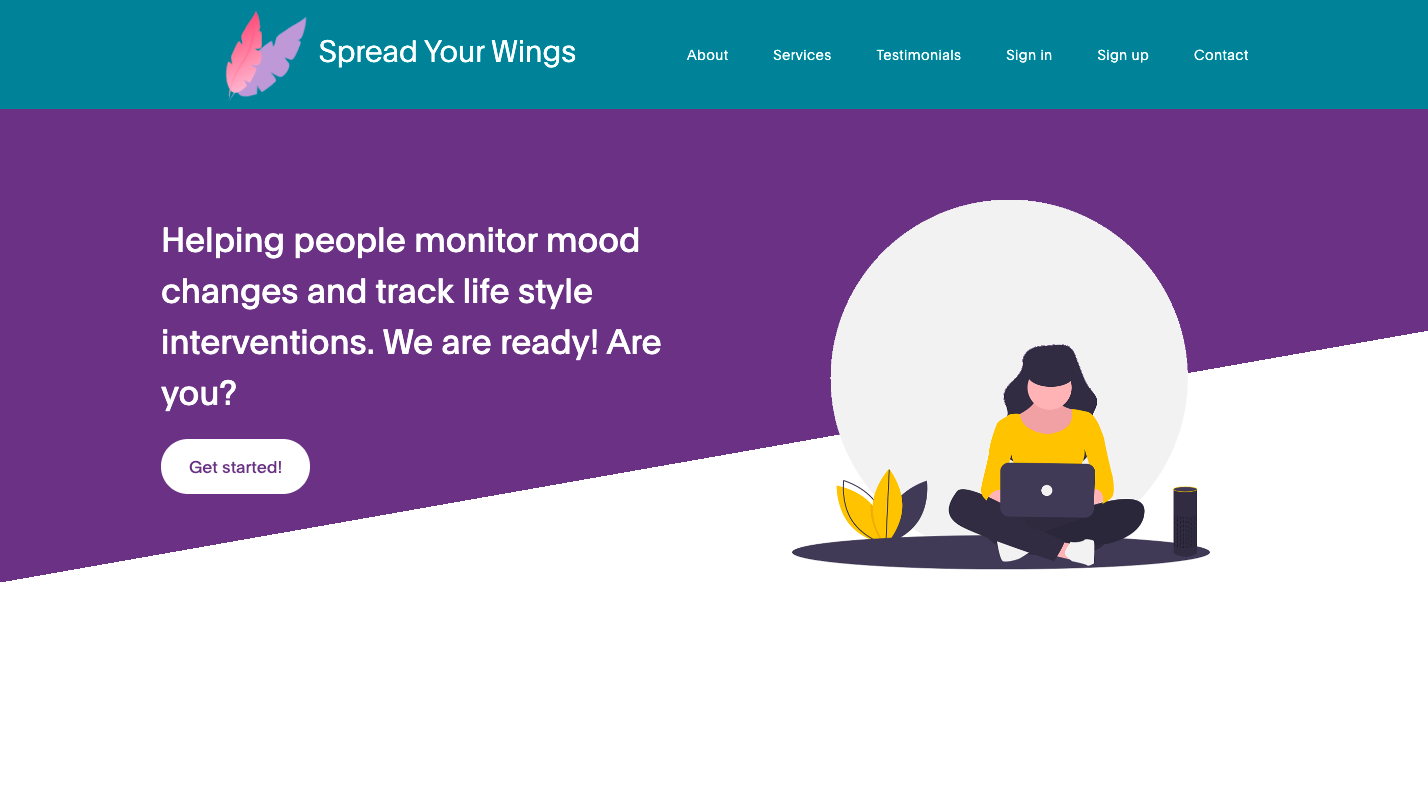 Spread Your Wings
About Services Testimonials Sign in Sign up Contact
Helping people monitor mood
changes and track life style
interventions. We are ready! Are
you?
Get started!